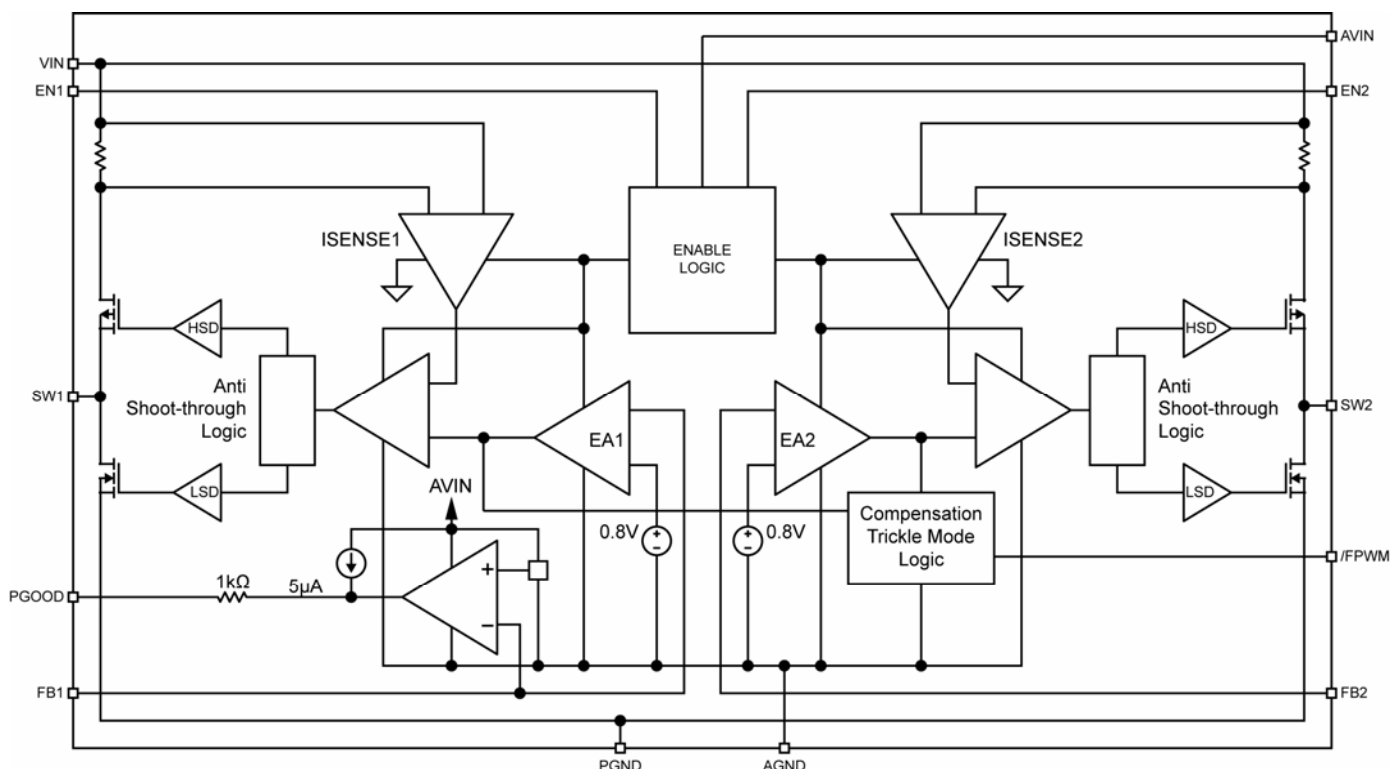 AVIN
VIN
EN1
EN2
ISENSE1
ENABLE
LOGIC
ISENSE2
HSD
HSD
Anti
Shoot-through
Logic
Anti
Shoot-through
Logic
SW1
SW2
EA1
EA2
LSD
LSD
AVIN
0.8V
0.8V
Compensation
Trickle Mode
Logic
/FPWM
+
1kΩ
5µA
PGOOD
−
FB1
FB2
PGND
AGND